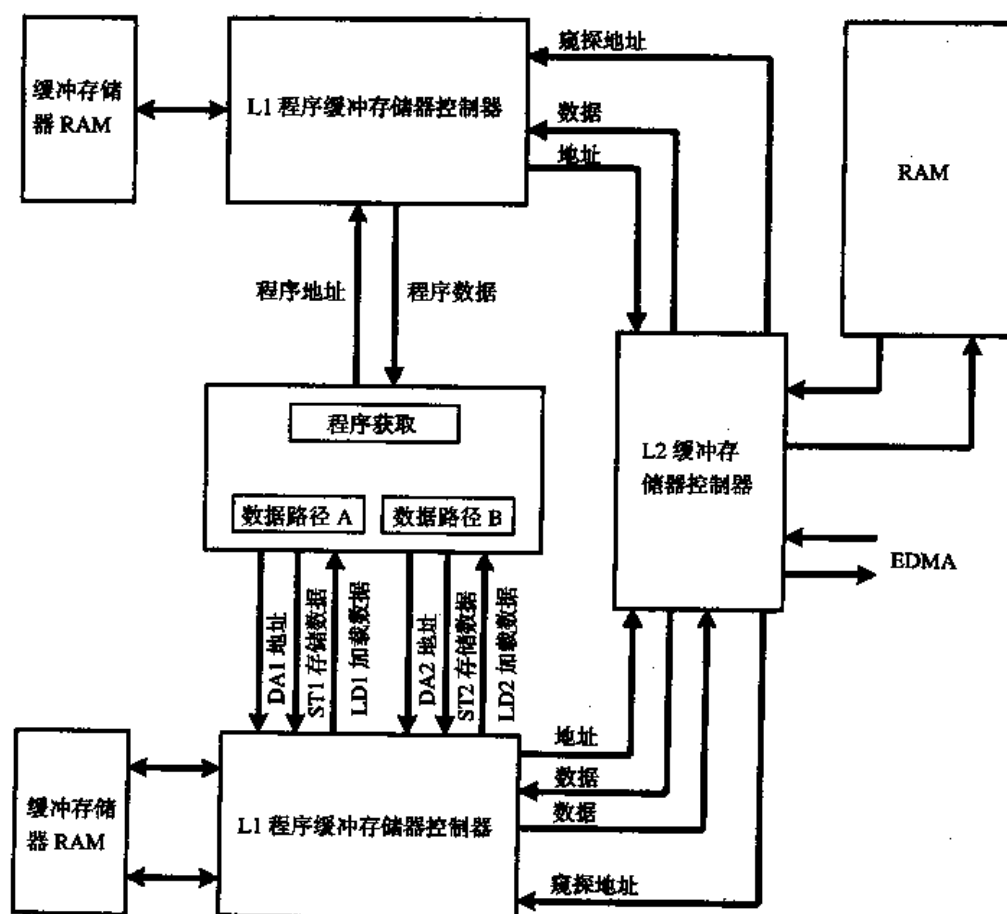 窥探地址
缓冲存储
器 RAM
L1 程序缓冲存储器控制器
数据
地址
RAM
程序地址
程序数据
程序获取
L2 缓冲存
储器控制器
数据路径 A
数据路径 B
EDMA
DA1 地址
ST1 存储数据
LD1 加载数据
DA2 地址
ST2 存储数据
LD2 加载数据
地址
数据
数据
缓冲存储
器 RAM
L1 程序缓冲存储器控制器
窥探地址